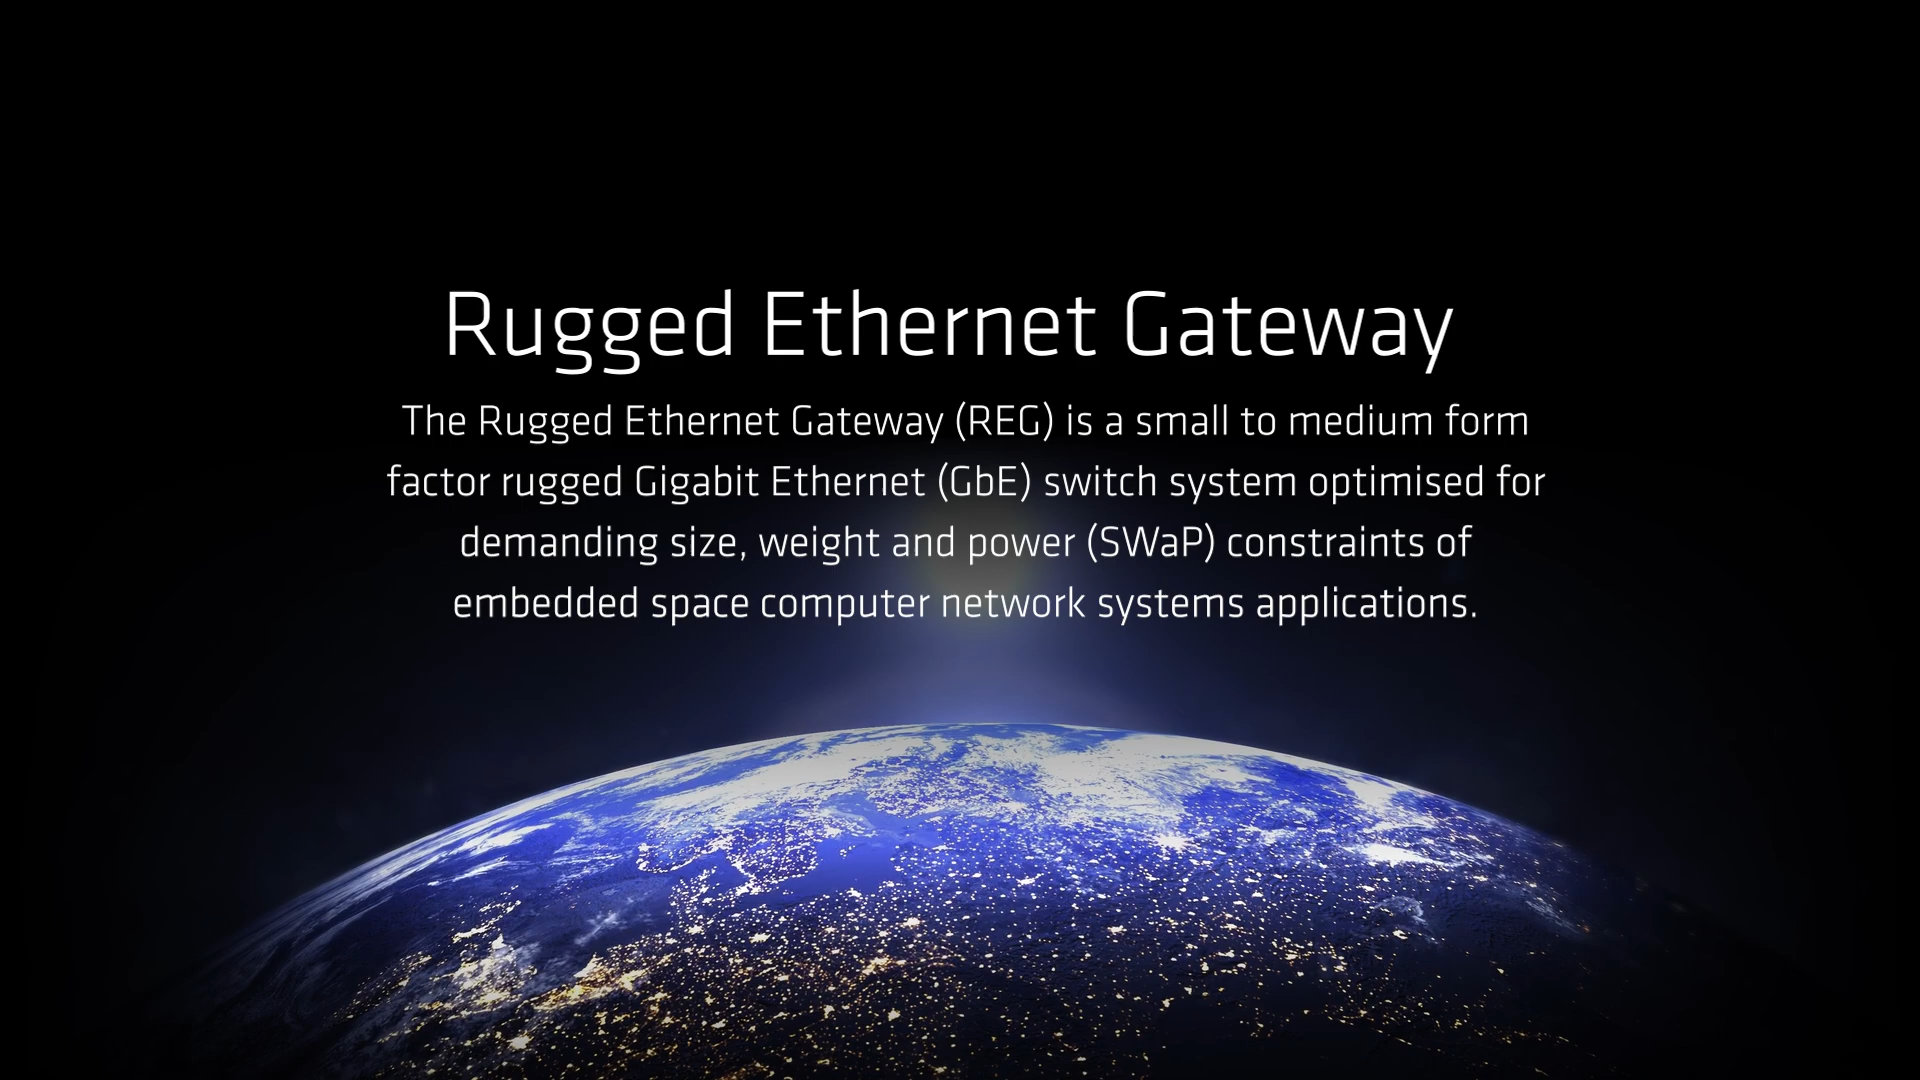 Rugged Ethernet Gateway
The Rugged Ethernet Gateway (REG) is a small to medium form
factor rugged Gigabit Ethernet (GbE) switch system optimised for
demanding size, weight and power (SWaP) constraints of
embedded space computer network systems applications.